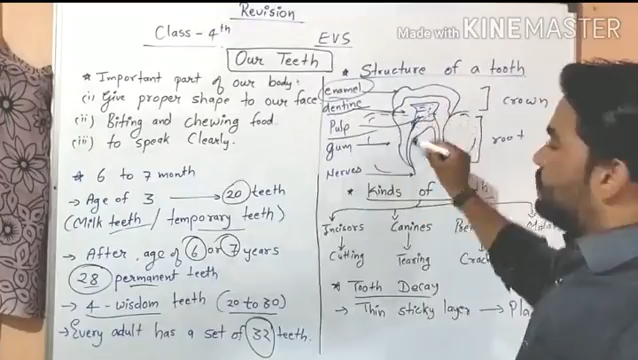 Revision
Made with KINEMASTER
Class - 4th
EVS
Our Teeth
* Important part of our body:
(i) Give proper shape to our face
(ii) Biting and chewing food.
(iii) to speak Clearly.
* 6 to 7 month
→ Age of 3 → 20 teeth
(Milk teeth / temporary teeth)
→ After age of 6 or 7 years
28 permanent teeth
→ 4 - wisdom teeth (20 to 30)
→ Every adult has a set of 32 teeth.
* Structure of a tooth
enamel
dentine
Pulp
gum
Nerves
crown
root
* Kinds of
Incisors Canines
Cutting Tearing
* Tooth Decay
→ Thin sticky layer →